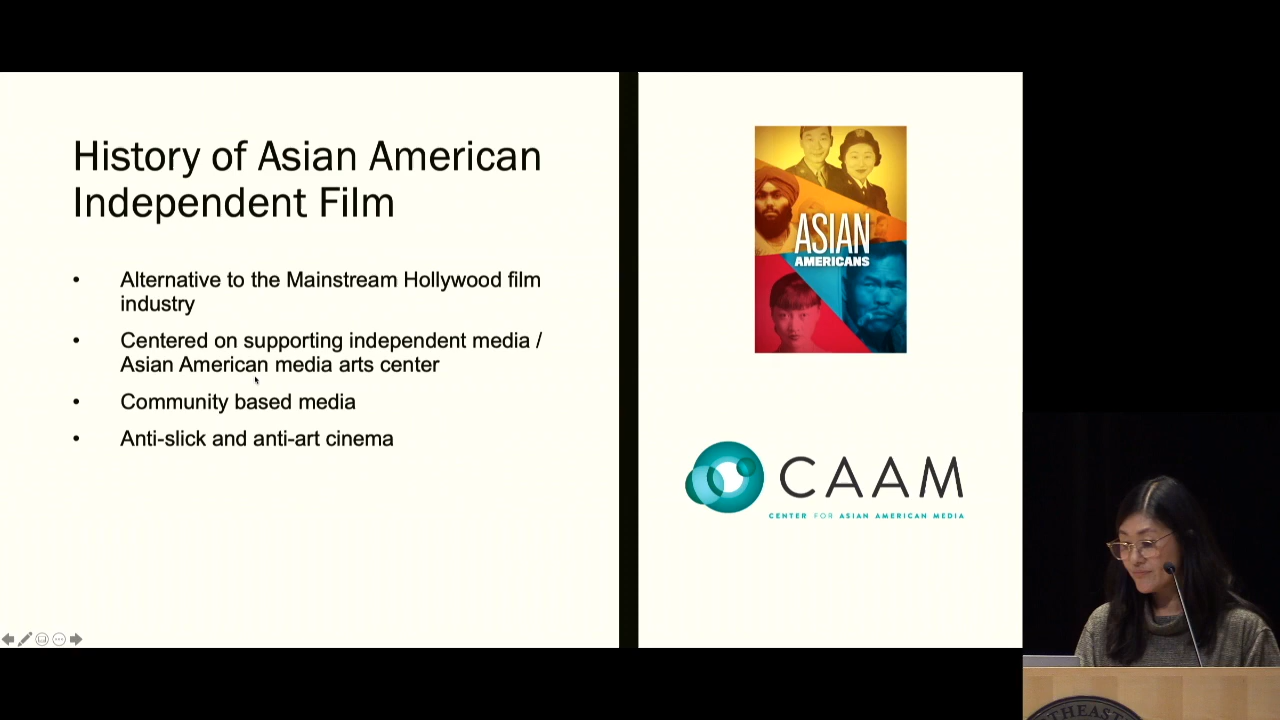 History of Asian American
Independent Film
• Alternative to the Mainstream Hollywood film
industry
• Centered on supporting independent media /
Asian American media arts center
• Community based media
• Anti-slick and anti-art cinema
ASIAN
AMERICANS
CAAM
CENTER FOR ASIAN AMERICAN MEDIA